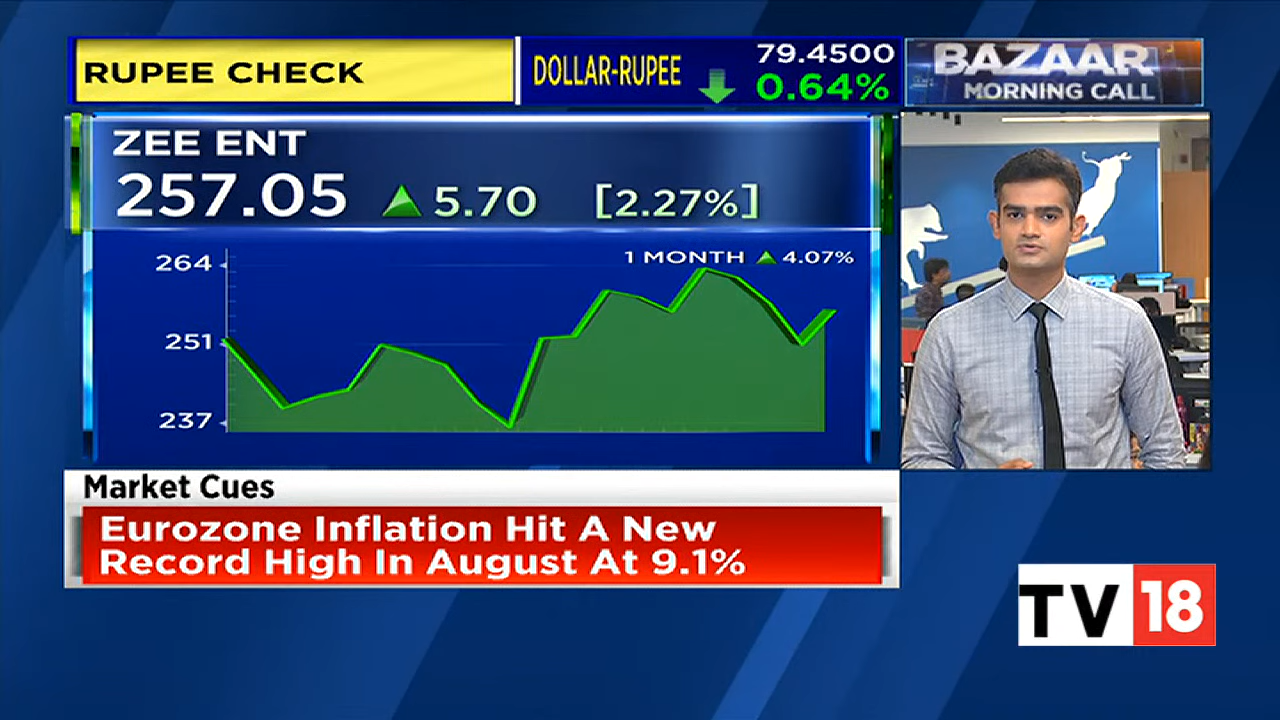 RUPEE CHECK
DOLLAR-RUPEE
79.4500
0.64%
BAZAAR
MORNING CALL
ZEE ENT
257.05 5.70 [2.27%]
1 MONTH 4.07%
264
251
237
Market Cues
Eurozone Inflation Hit A New
Record High In August At 9.1%
TV18